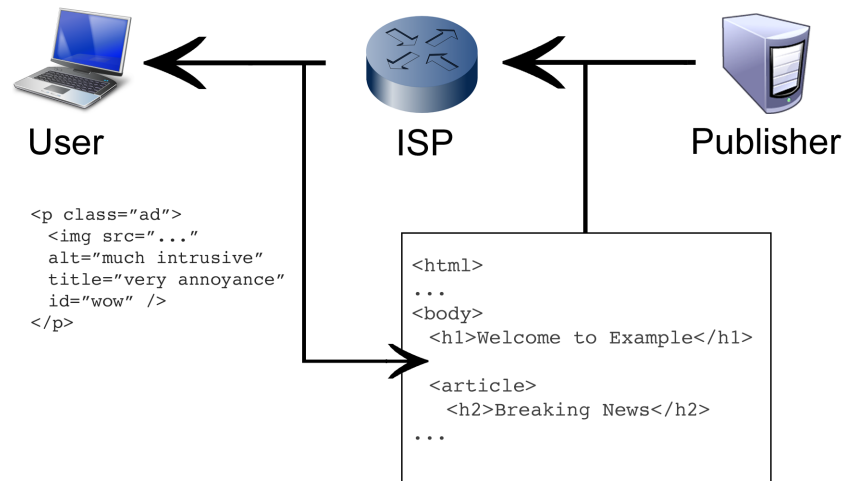 User
ISP
Publisher
<p class="ad">
<img src="..."
alt="much intrusive"
title="very annoyance"
id="wow" />
</p>
<html>
...
<body>
<h1>Welcome to Example</h1>
<article>
<h2>Breaking News</h2>
...